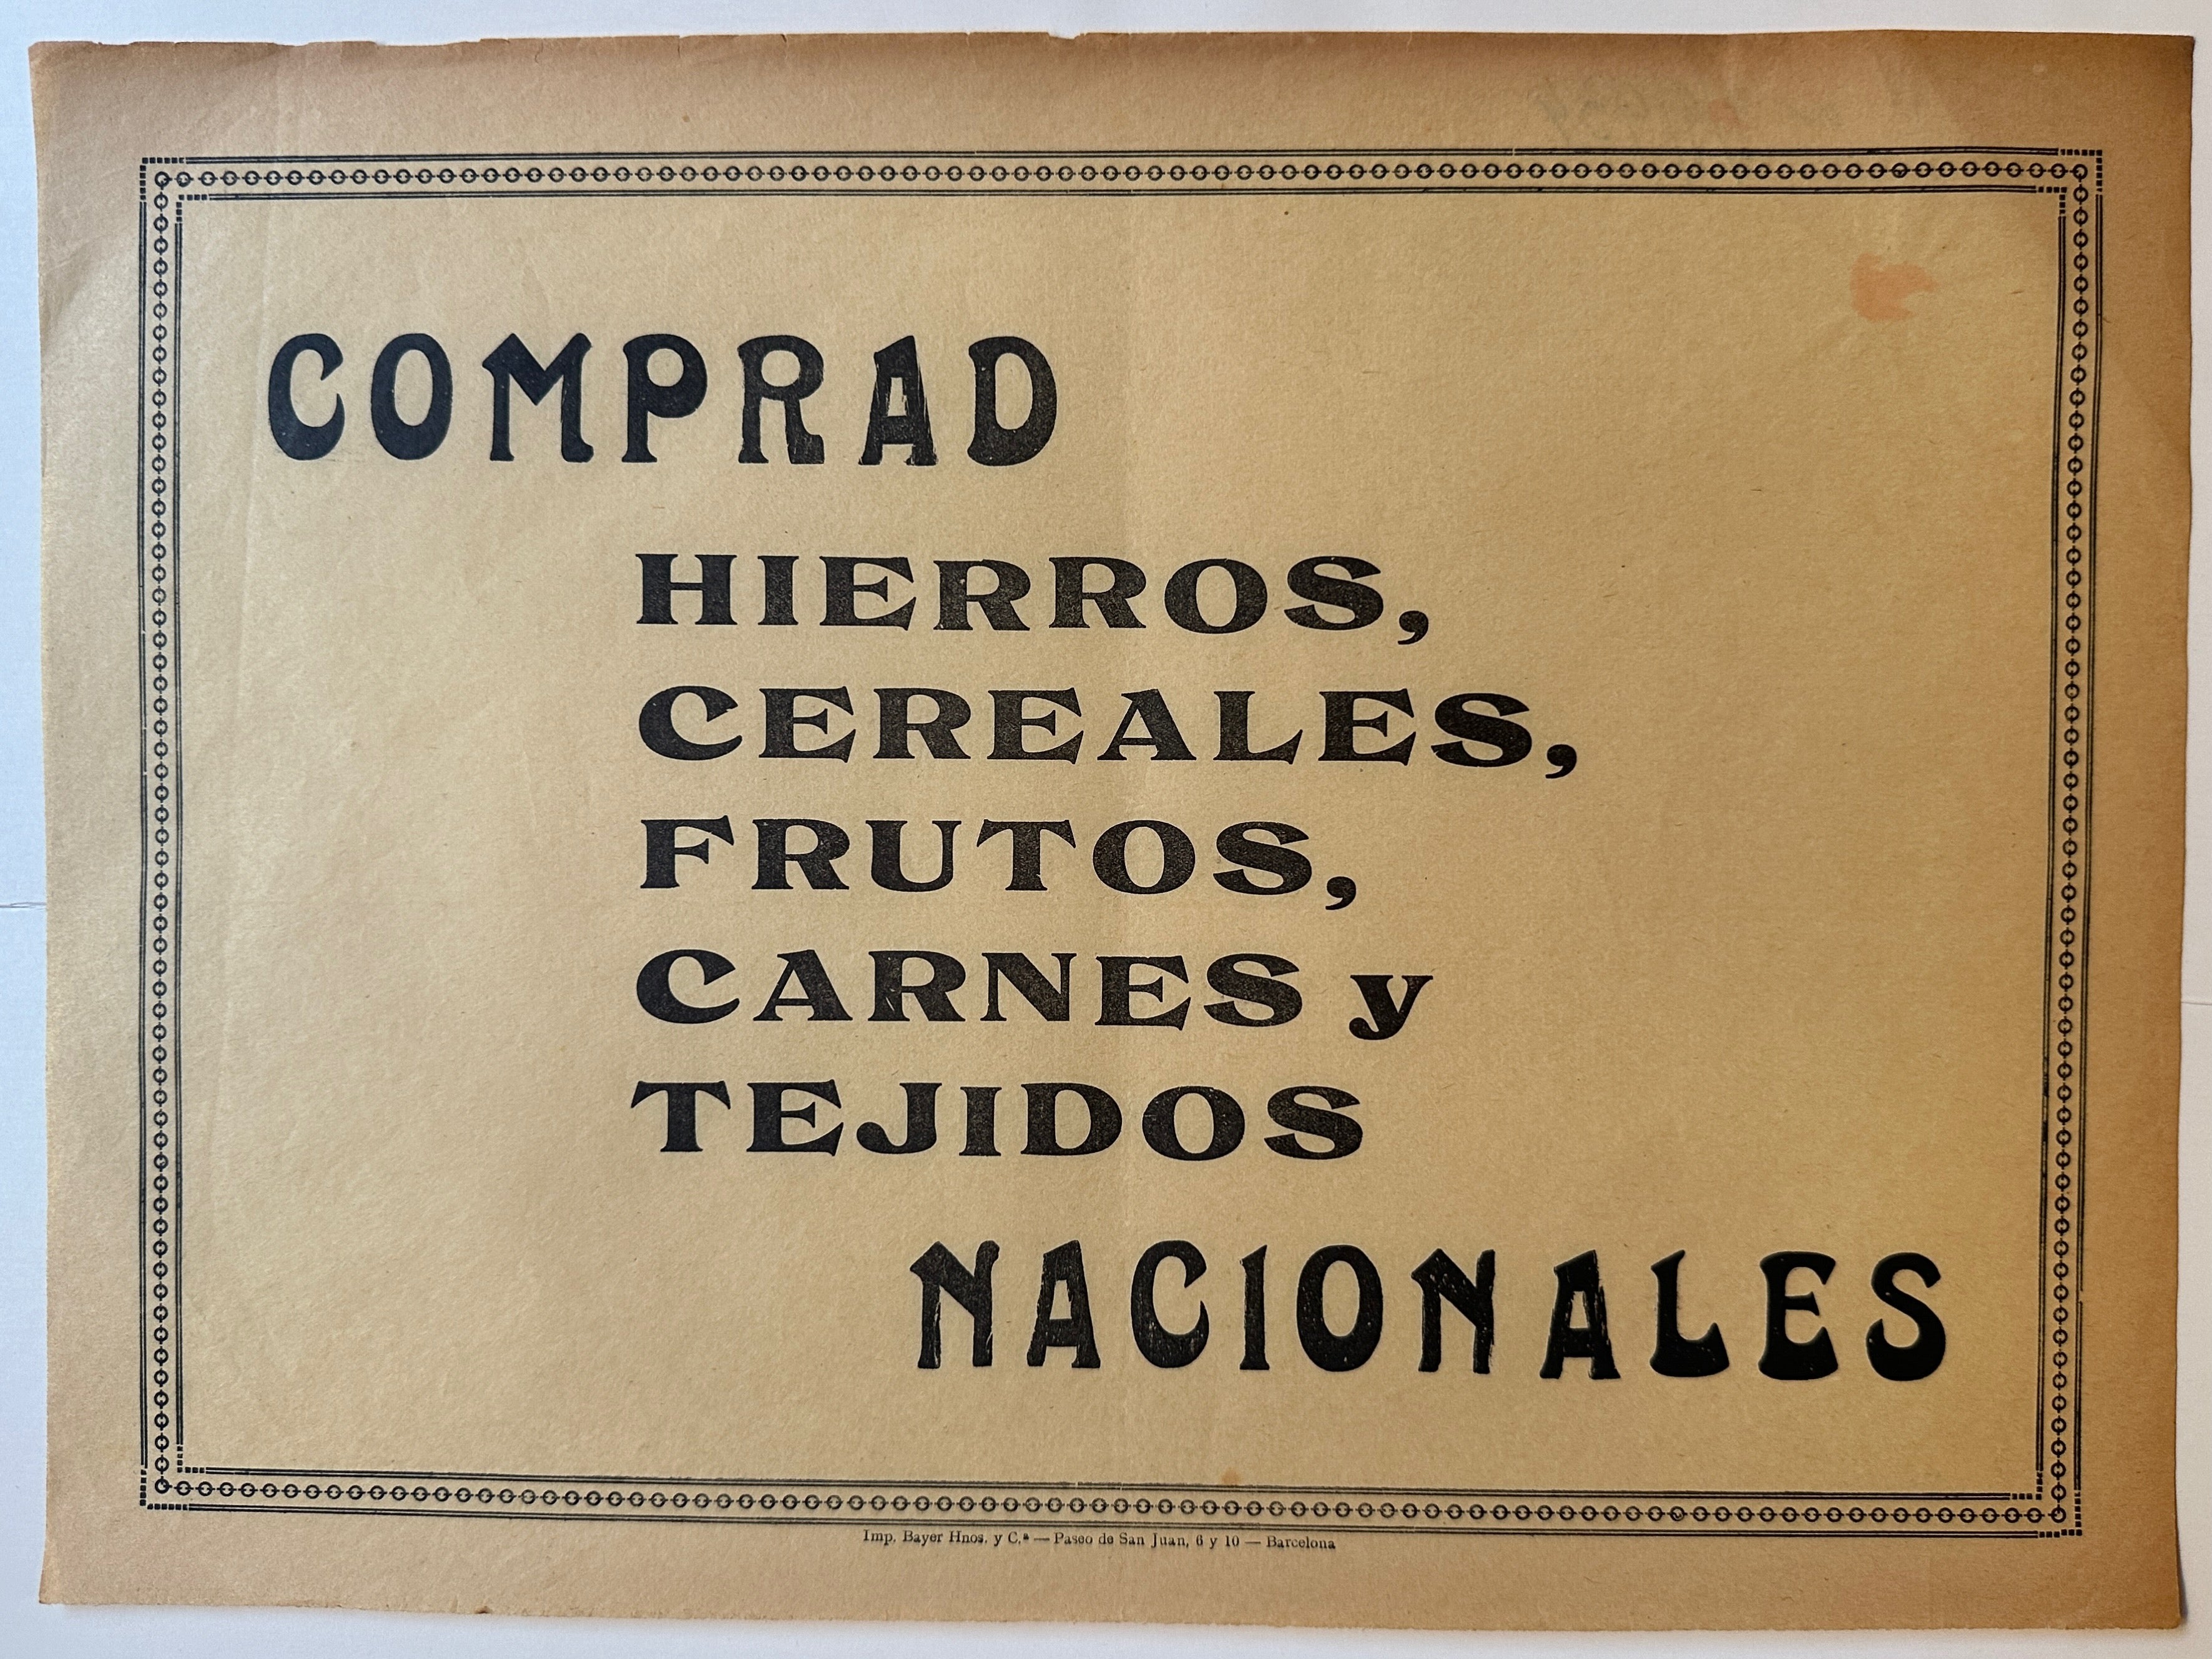 COMPRAD
HIERROS,
CEREALES,
FRUTOS,
CARNES y
TEJIDOS
NACIONALES
Imp. Bayer Hnos. y C.ª — Paseo de San Juan, 6 y 10 — Barcelona